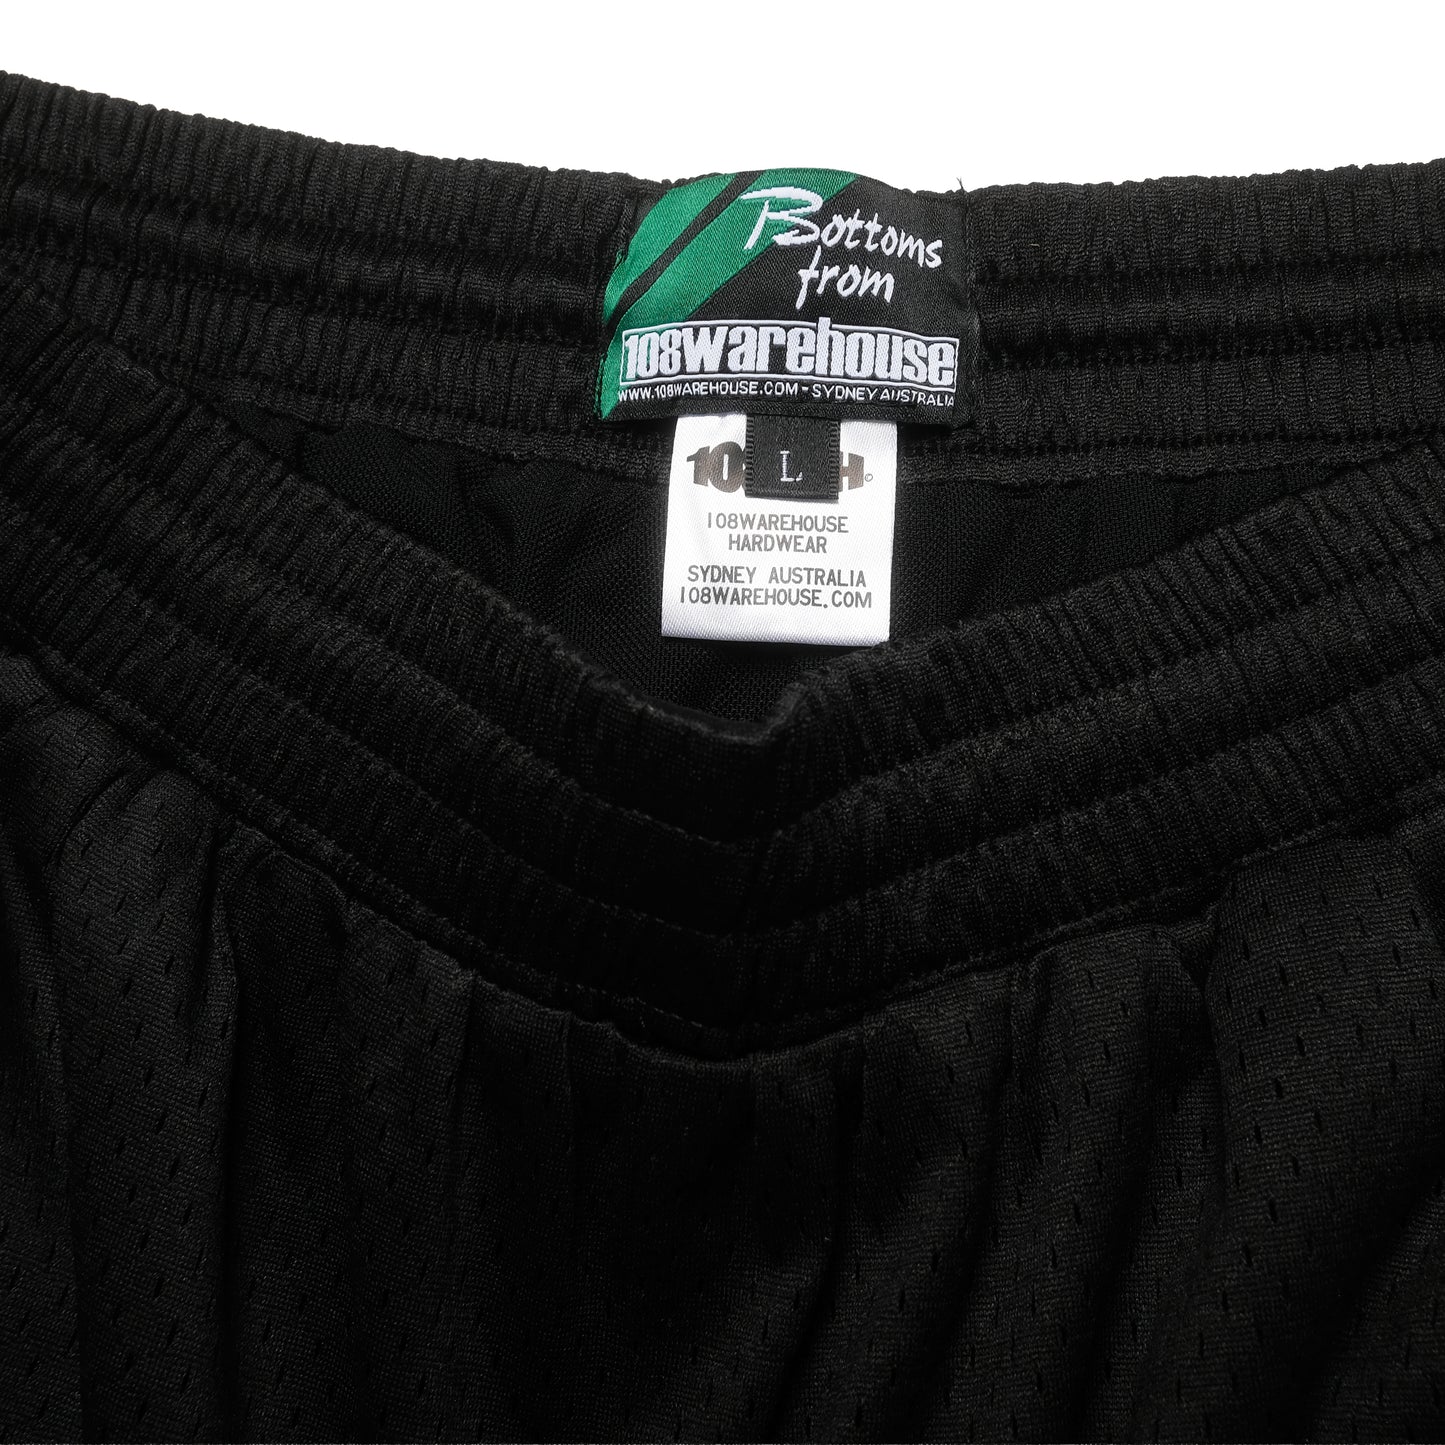 Bottoms
from
108warehouse
WWW.108WAREHOUSE.COM - SYDNEY AUSTRALIA
L
108WAREHOUSE
HARDWEAR
SYDNEY AUSTRALIA
108WAREHOUSE.COM